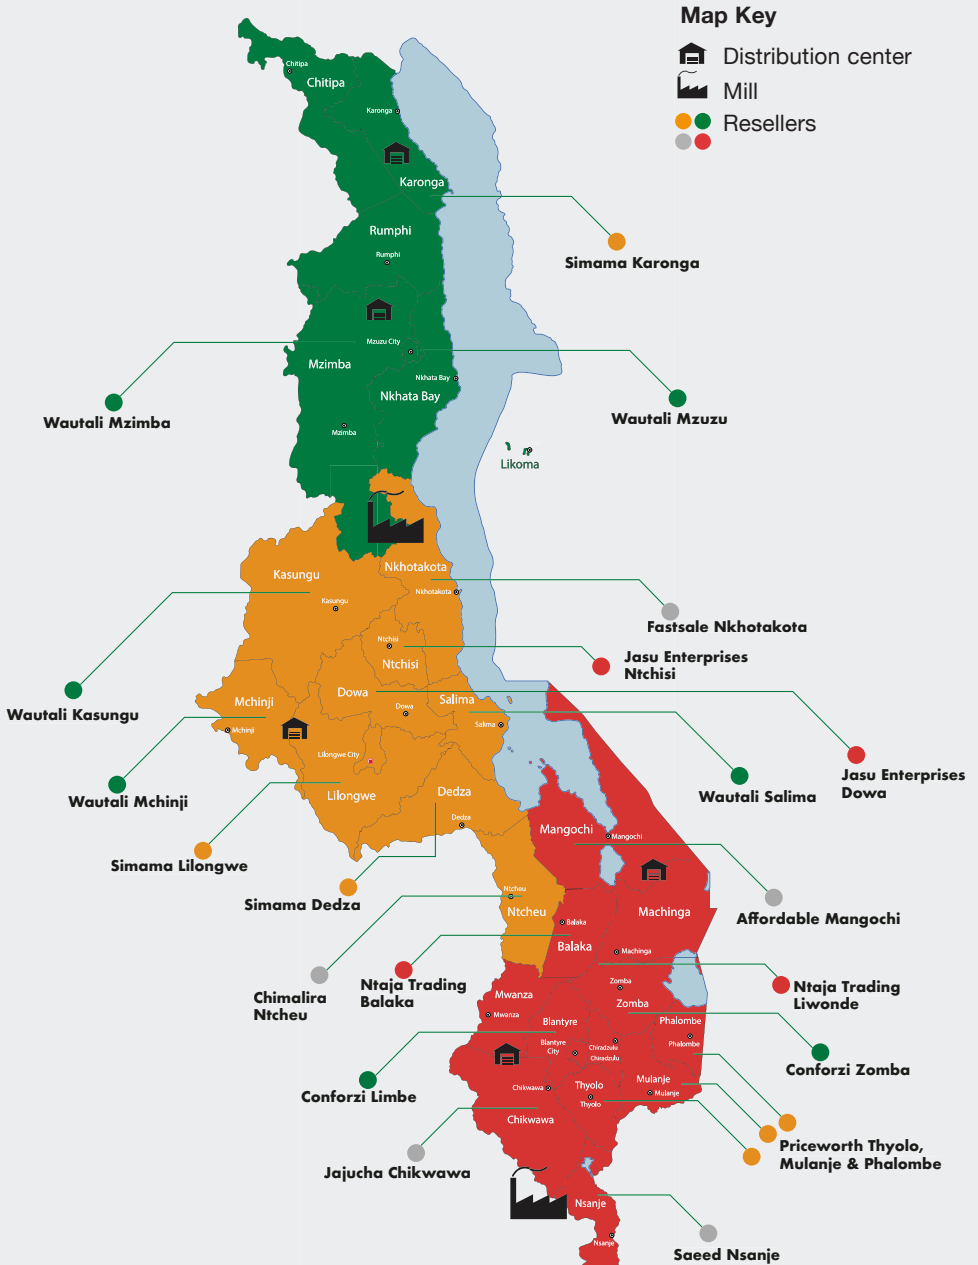 Map Key
Distribution center
Mill
Resellers
Chitipa
Chitipa
Karonga
Karonga
Simama Karonga
Rumphi
Rumphi
Mzuzu City
Mzimba
Nkhata Bay
Nkhata Bay
Wautali Mzimba
Wautali Mzuzu
Mzimba
Likoma
Nkhotakota
Kasungu
Nkhotakota
Kasungu
Fastsale Nkhotakota
Ntchisi
Ntchisi
Jasu Enterprises
Ntchisi
Dowa
Salima
Mchinji
Dowa
Wautali Kasungu
Salima
Mchinji
Lilongwe City
Jasu Enterprises
Dowa
Wautali Mchinji
Wautali Salima
Lilongwe
Dedza
Dedza
Mangochi
Mangochi
Simama Lilongwe
Simama Dedza
Ntcheu
Ntcheu
Machinga
Affordable Mangochi
Balaka
Balaka
Machinga
Ntaja Trading
Balaka
Chimalira
Ntcheu
Zomba
Zomba
Ntaja Trading
Liwonde
Mwanza
Mwanza
Blantyre
Blantyre
City
Phalombe
Phalombe
Chiradzulu
Chiradzulu
Conforzi Zomba
Conforzi Limbe
Chikwawa
Thyolo
Thyolo
Mulanje
Mulanje
Chikwawa
Priceworth Thyolo,
Mulanje & Phalombe
Jajucha Chikwawa
Nsanje
Nsanje
Saeed Nsanje